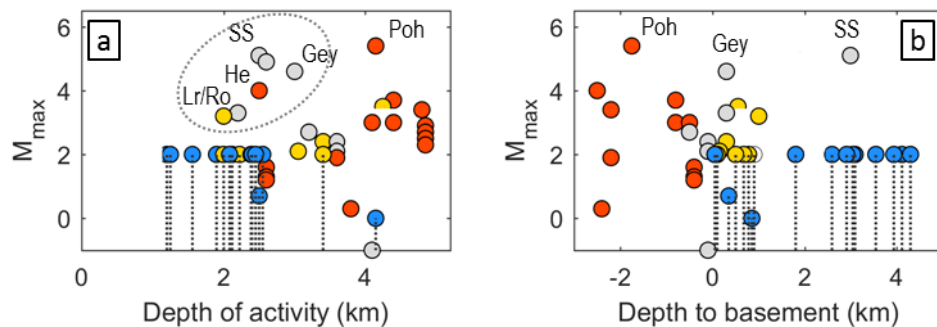 a
SS
Gey
Poh
He
Lr/Ro
M_max
6
4
2
0
0 2 4
Depth of activity (km)
b
Poh
Gey
SS
M_max
6
4
2
0
-2 0 2 4
Depth to basement (km)